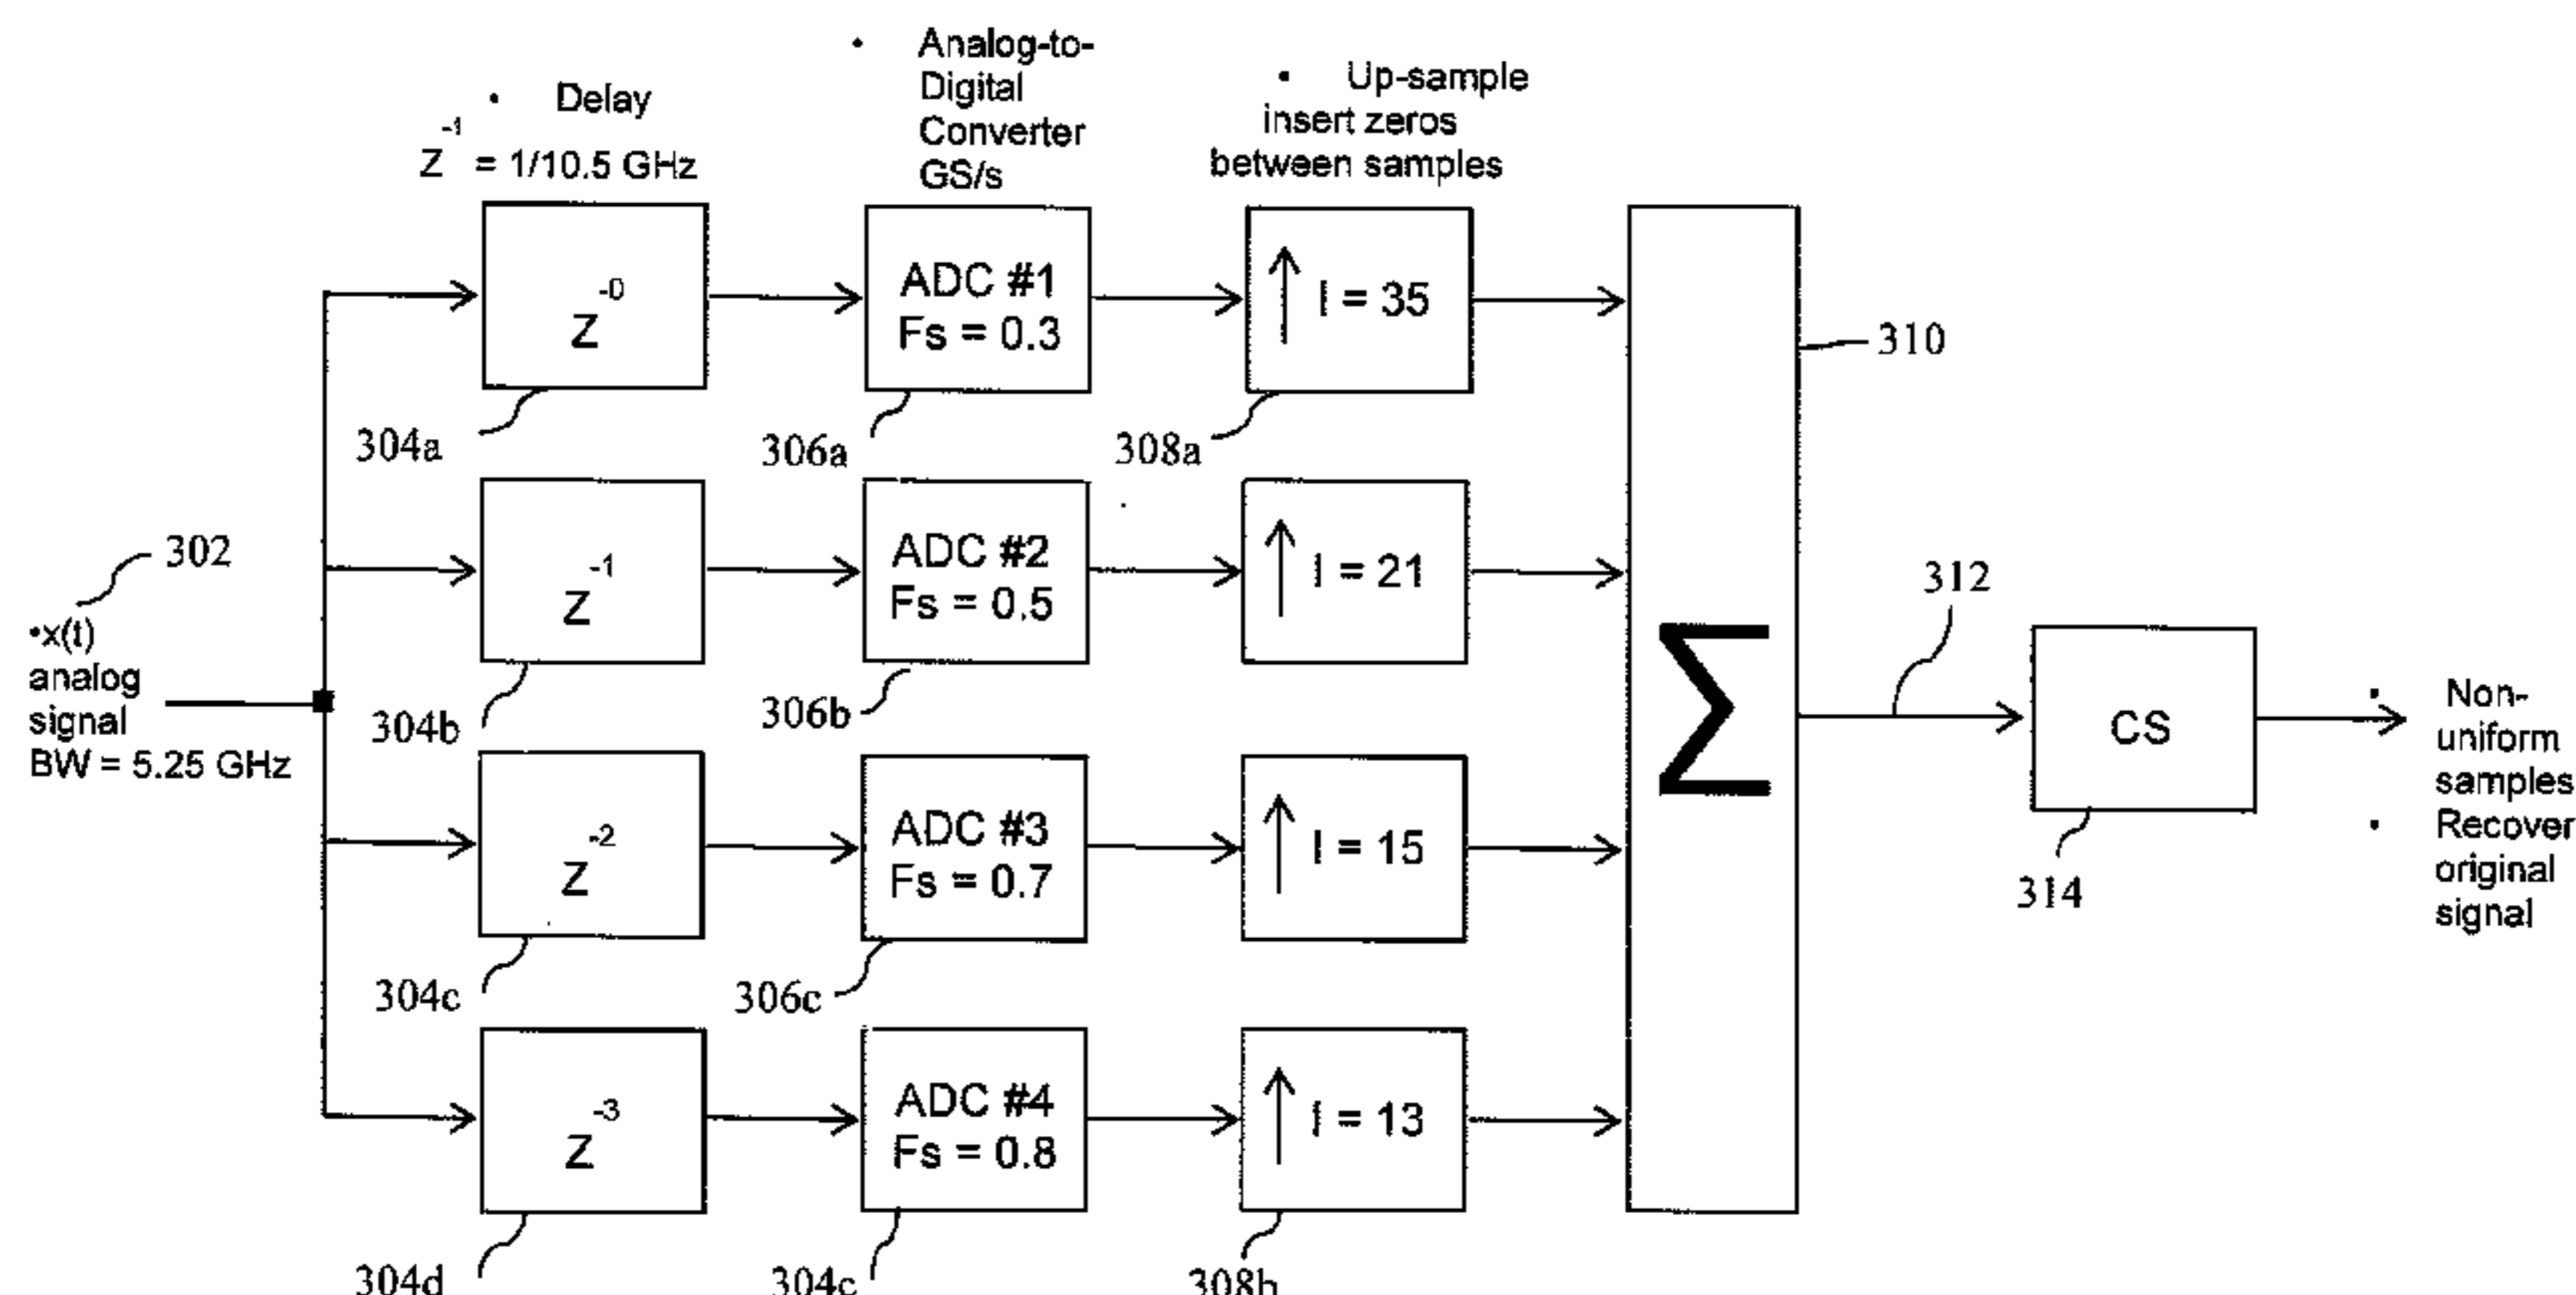 • Delay
Z^-1 = 1/10.5 GHz
• Analog-to-
Digital
Converter
GS/s
• Up-sample
insert zeros
between samples
Z^-0
ADC #1
Fs = 0.3
↑ I = 35
310
304a
306a
308a
Z^-1
ADC #2
Fs = 0.5
↑ I = 21
302
•x(t)
analog
signal
BW = 5.25 GHz
304b
306b
Σ
312
CS
314
• Non-
uniform
samples
• Recover
original
signal
Z^-2
ADC #3
Fs = 0.7
↑ I = 15
304c
306c
Z^-3
ADC #4
Fs = 0.8
↑ I = 13
304d
304c
308b